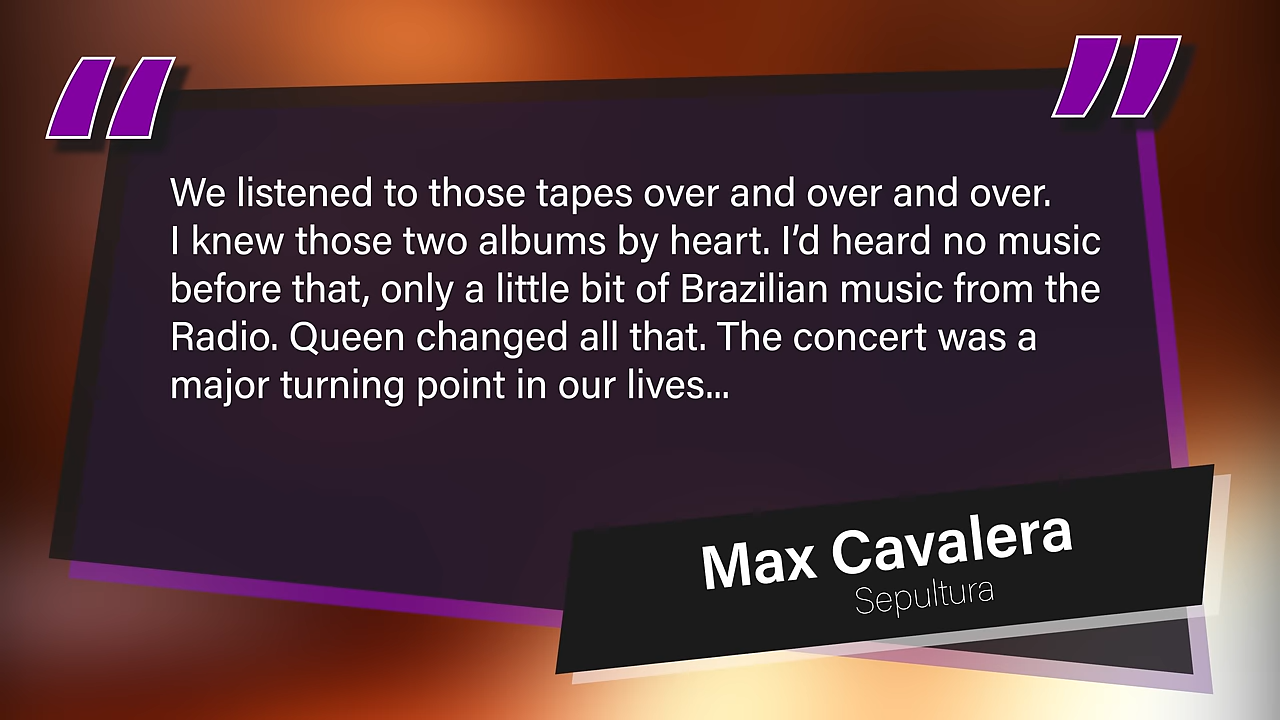 We listened to those tapes over and over and over.
I knew those two albums by heart. I’d heard no music
before that, only a little bit of Brazilian music from the
Radio. Queen changed all that. The concert was a
major turning point in our lives...
Max Cavalera
Sepultura